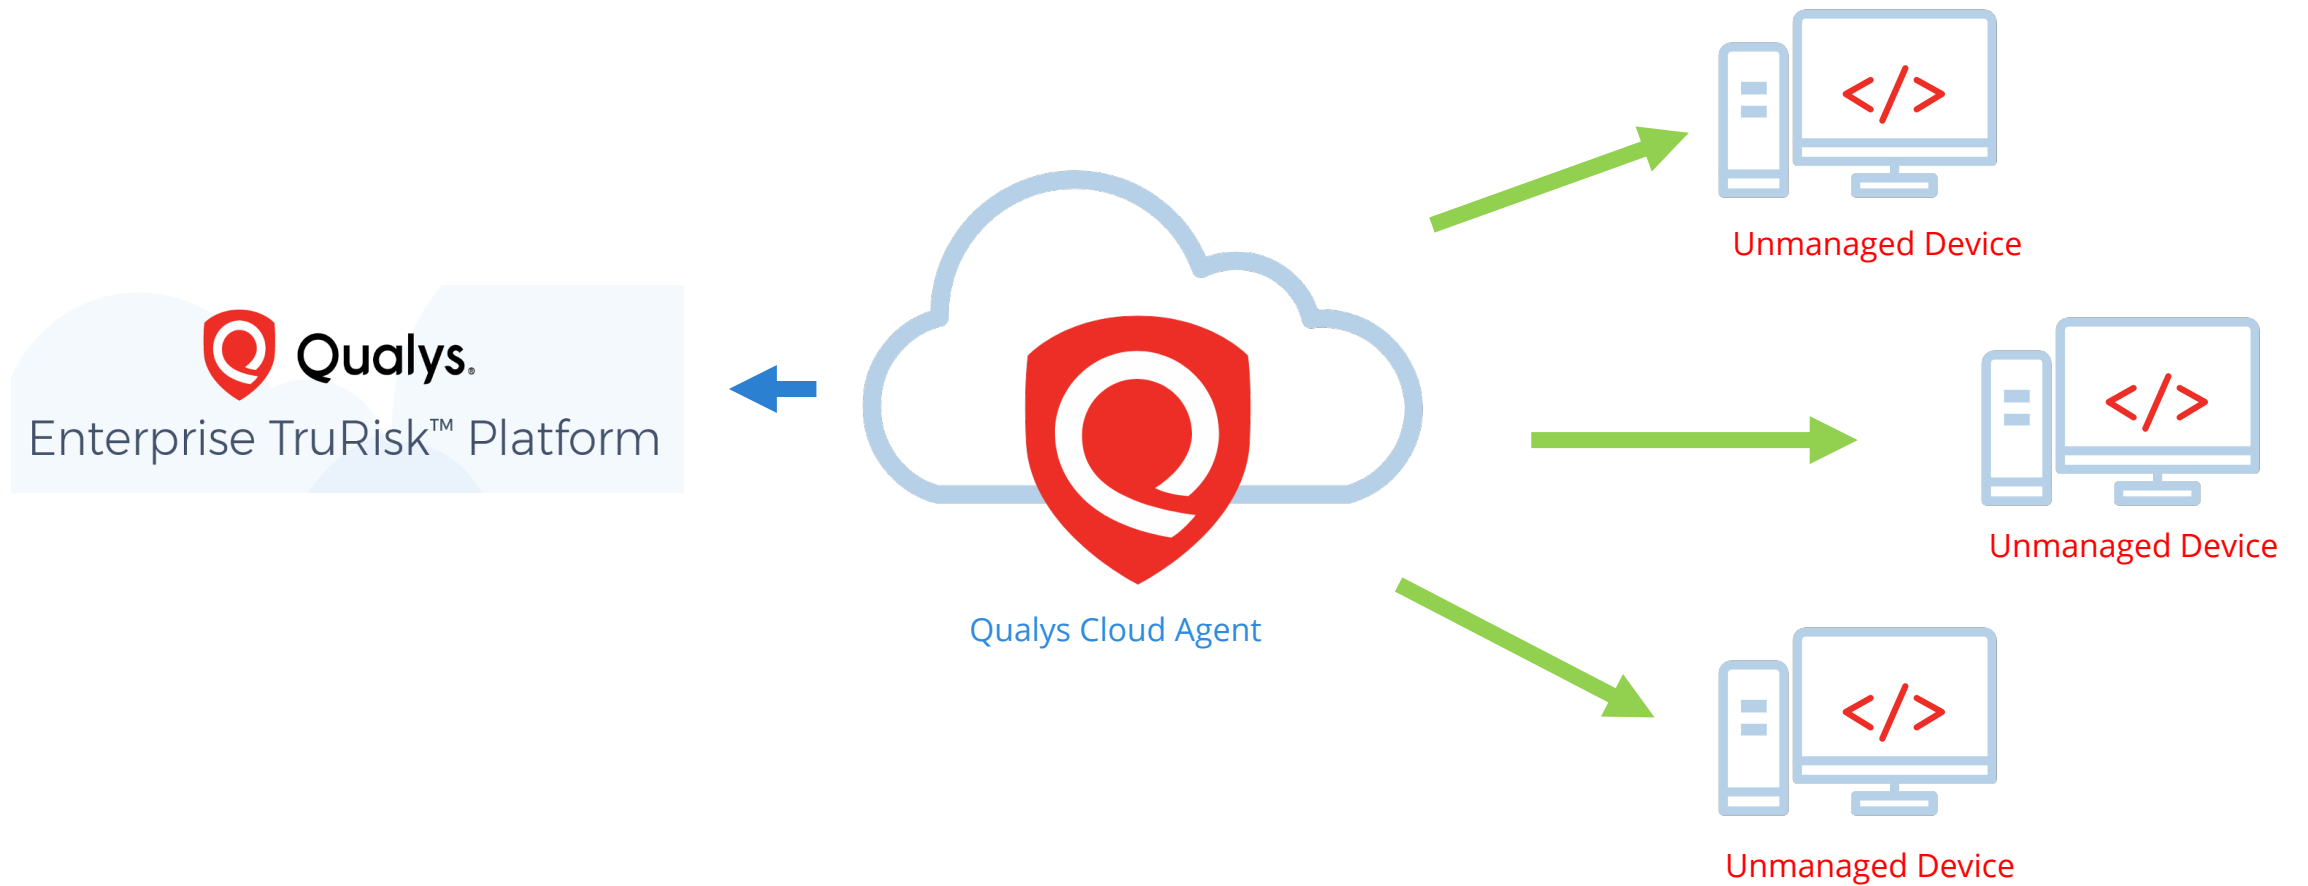 Qualys®
Enterprise TruRisk™ Platform
Qualys Cloud Agent
</>
Unmanaged Device
</>
Unmanaged Device
</>
Unmanaged Device